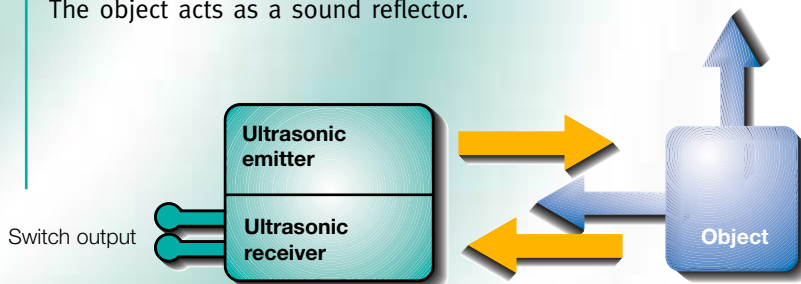 The object acts as a sound reflector.
Ultrasonic
emitter
Ultrasonic
receiver
Switch output
Object